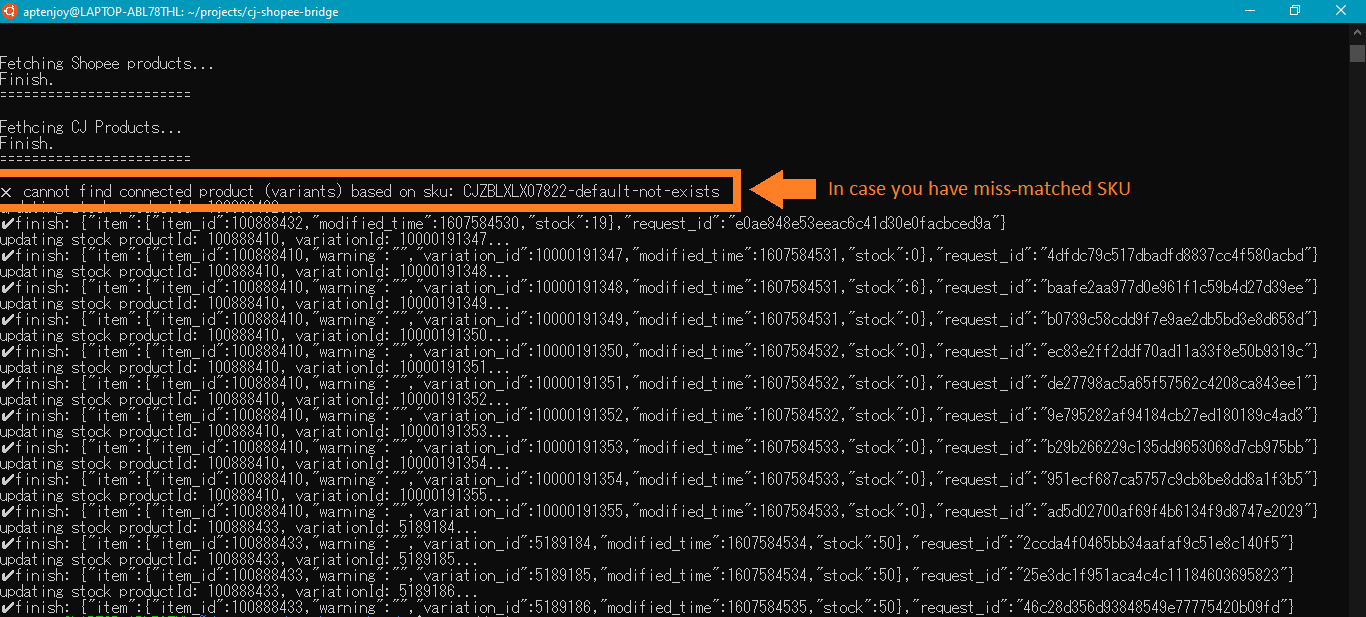 aptenjoy@LAPTOP-ABL78THL: ~/projects/cj-shopee-bridge
Fetching Shopee products...
Finish.
========================
Fethcing CJ Products...
Finish.
========================
✕ cannot find connected product (variants) based on sku: CJZBLXLX07822-default-not-exists
In case you have miss-matched SKU
✔finish: {"item":{"item_id":100888432,"modified_time":1607584530,"stock":19},"request_id":"e0ae848e53eeac6c41d30e0facbced9a"}
updating stock productId: 100888410, variationId: 10000191347...
✔finish: {"item":{"item_id":100888410,"warning":"","variation_id":10000191347,"modified_time":1607584531,"stock":0},"request_id":"4dfdc79c517dbadfd8837cc4f580acbd"}
updating stock productId: 100888410, variationId: 10000191348...
✔finish: {"item":{"item_id":100888410,"warning":"","variation_id":10000191348,"modified_time":1607584531,"stock":6},"request_id":"baafe2aa977d0e961f1c59b4d27d39ee"}
updating stock productId: 100888410, variationId: 10000191349...
✔finish: {"item":{"item_id":100888410,"warning":"","variation_id":10000191349,"modified_time":1607584531,"stock":0},"request_id":"b0739c58cdd9f7e9ae2db5bd3e8d658d"}
updating stock productId: 100888410, variationId: 10000191350...
✔finish: {"item":{"item_id":100888410,"warning":"","variation_id":10000191350,"modified_time":1607584532,"stock":0},"request_id":"ec83e2ff2ddf70ad11a33f8e50b9319c"}
updating stock productId: 100888410, variationId: 10000191351...
✔finish: {"item":{"item_id":100888410,"warning":"","variation_id":10000191351,"modified_time":1607584532,"stock":0},"request_id":"de27798ac5a65f57562c4208ca843ee1"}
updating stock productId: 100888410, variationId: 10000191352...
✔finish: {"item":{"item_id":100888410,"warning":"","variation_id":10000191352,"modified_time":1607584532,"stock":0},"request_id":"9e795282af94184cb27ed180189c4ad3"}
updating stock productId: 100888410, variationId: 10000191353...
✔finish: {"item":{"item_id":100888410,"warning":"","variation_id":10000191353,"modified_time":1607584533,"stock":0},"request_id":"b29b266229c135dd9653068d7cb975bb"}
updating stock productId: 100888410, variationId: 10000191354...
✔finish: {"item":{"item_id":100888410,"warning":"","variation_id":10000191354,"modified_time":1607584533,"stock":0},"request_id":"951ecf687ca5757c9cb8be8dd8a1f3b5"}
updating stock productId: 100888410, variationId: 10000191355...
✔finish: {"item":{"item_id":100888410,"warning":"","variation_id":10000191355,"modified_time":1607584533,"stock":0},"request_id":"ad5d02700af69f4b6134f9d8747e2029"}
updating stock productId: 100888433, variationId: 5189184...
✔finish: {"item":{"item_id":100888433,"warning":"","variation_id":5189184,"modified_time":1607584534,"stock":50},"request_id":"2ccda4f0465bb34aafaf9c51e8c140f5"}
updating stock productId: 100888433, variationId: 5189185...
✔finish: {"item":{"item_id":100888433,"warning":"","variation_id":5189185,"modified_time":1607584534,"stock":50},"request_id":"25e3dc1f951aca4c4c11184603695823"}
updating stock productId: 100888433, variationId: 5189186...
✔finish: {"item":{"item_id":100888433,"warning":"","variation_id":5189186,"modified_time":1607584535,"stock":50},"request_id":"46c28d356d93848549e77775420b09fd"}